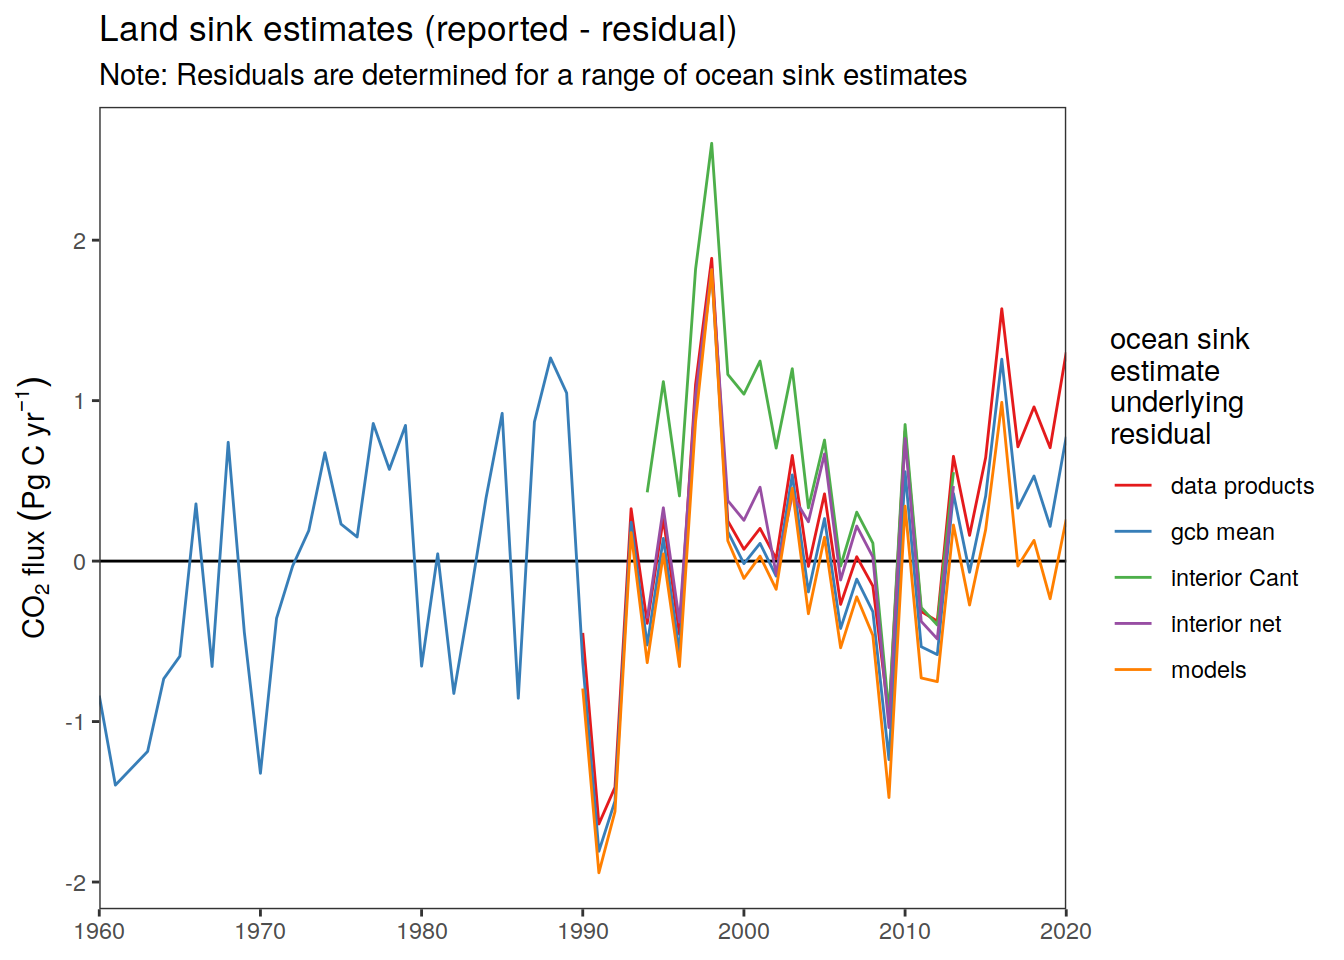 Land sink estimates (reported - residual)
Note: Residuals are determined for a range of ocean sink estimates
CO₂ flux (Pg C yr⁻¹)
2
1
0
-1
-2
1960 1970 1980 1990 2000 2010 2020
ocean sink
estimate
underlying
residual
data products
gcb mean
interior Cant
interior net
models